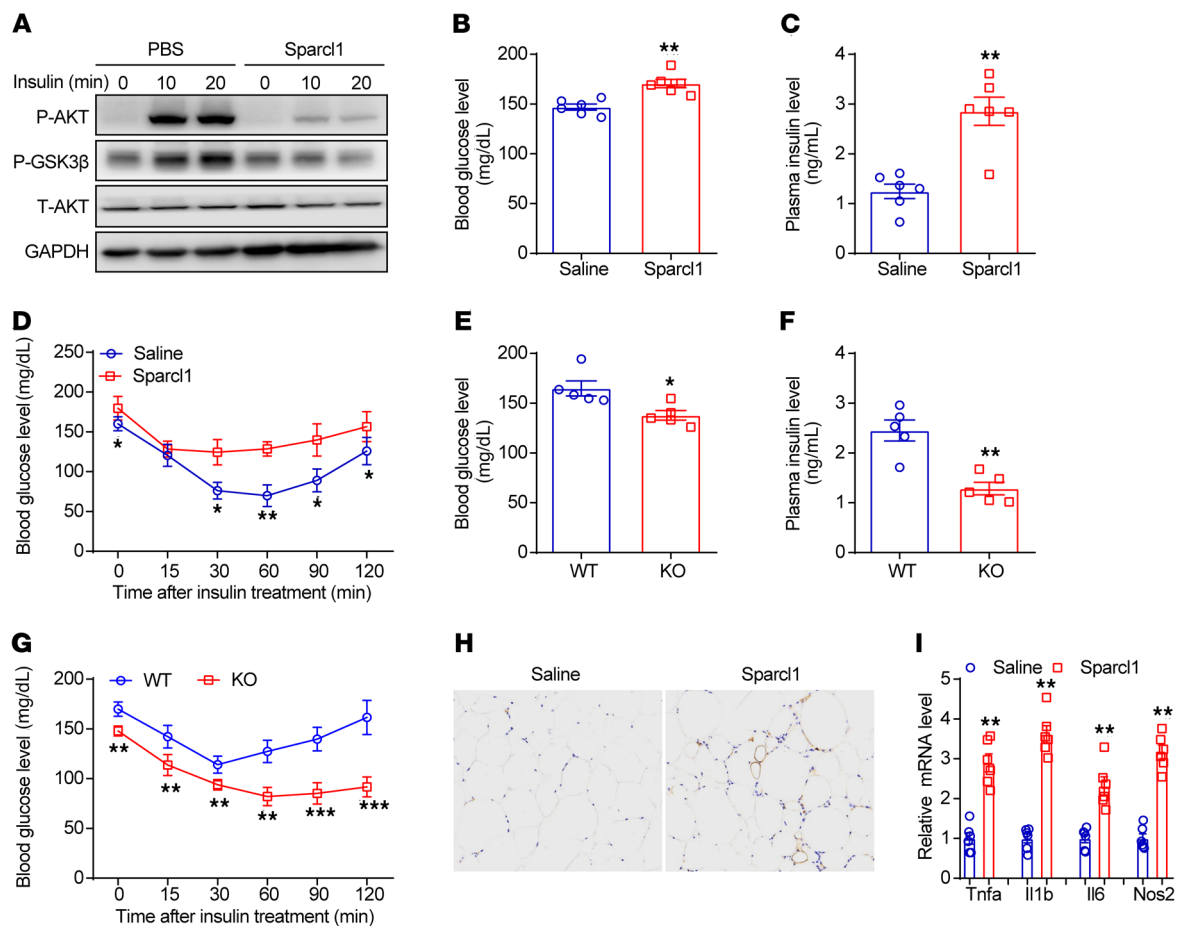 A
PBS Sparcl1
Insulin (min) 0 10 20 0 10 20
P-AKT
P-GSK3β
T-AKT
GAPDH
B
Blood glucose level
(mg/dL)
200
150
100
50
0
**
Saline Sparcl1
C
Plasma insulin level
(ng/mL)
4
3
2
1
0
**
Saline Sparcl1
D
Blood glucose level (mg/dL)
250
200
150
100
50
0
Saline
Sparcl1
* * ** * *
0 15 30 60 90 120
Time after insulin treatment (min)
E
Blood glucose level
(mg/dL)
200
150
100
50
0
*
WT KO
F
Plasma insulin level
(ng/mL)
4
3
2
1
0
**
WT KO
G
Blood glucose level (mg/dL)
200
150
100
50
0
WT KO
** ** ** ** *** ***
0 15 30 60 90 120
Time after insulin treatment (min)
H
Saline Sparcl1
I
Saline Sparcl1
Relative mRNA level
5
4
3
2
1
0
** ** ** **
Tnfa Il1b Il6 Nos2